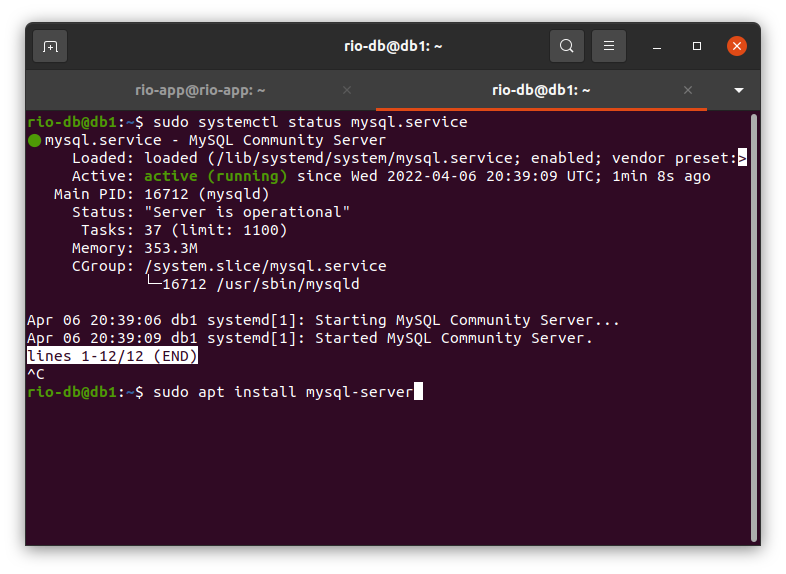 rio-db@db1: ~
rio-app@rio-app: ~
rio-db@db1: ~
rio-db@db1:~$ sudo systemctl status mysql.service
● mysql.service - MySQL Community Server
     Loaded: loaded (/lib/systemd/system/mysql.service; enabled; vendor preset:>
     Active: active (running) since Wed 2022-04-06 20:39:09 UTC; 1min 8s ago
   Main PID: 16712 (mysqld)
     Status: "Server is operational"
      Tasks: 37 (limit: 1100)
     Memory: 353.3M
     CGroup: /system.slice/mysql.service
             └─16712 /usr/sbin/mysqld
Apr 06 20:39:06 db1 systemd[1]: Starting MySQL Community Server...
Apr 06 20:39:09 db1 systemd[1]: Started MySQL Community Server.
lines 1-12/12 (END)
^C
rio-db@db1:~$ sudo apt install mysql-server